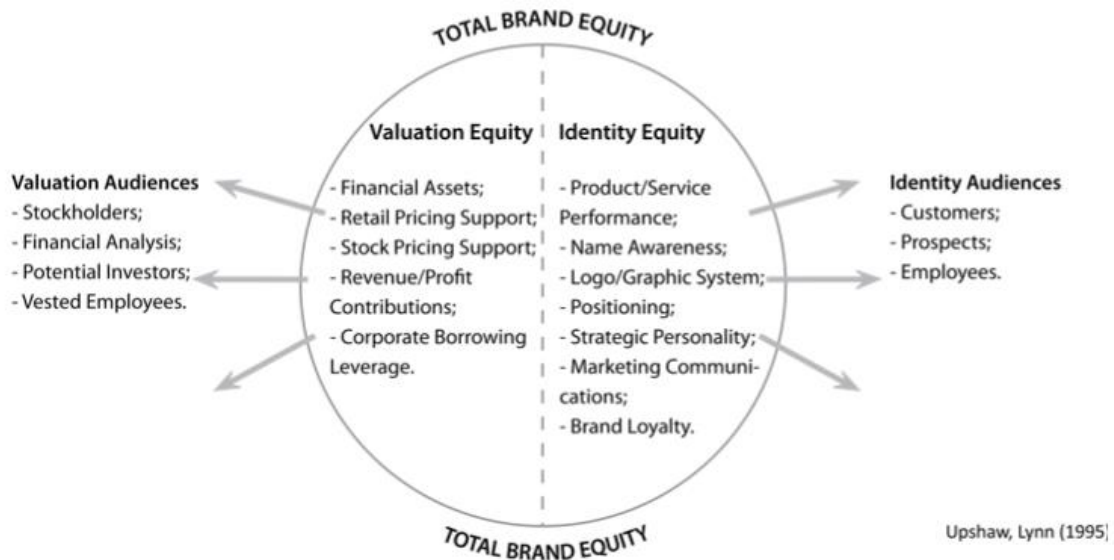 TOTAL BRAND EQUITY
Valuation Equity
- Financial Assets;
- Retail Pricing Support;
- Stock Pricing Support;
- Revenue/Profit
Contributions;
- Corporate Borrowing
Leverage.
Identity Equity
- Product/Service
Performance;
- Name Awareness;
- Logo/Graphic System;
- Positioning;
- Strategic Personality;
- Marketing Communi-
cations;
- Brand Loyalty.
Valuation Audiences
- Stockholders;
- Financial Analysis;
- Potential Investors;
- Vested Employees.
Identity Audiences
- Customers;
- Prospects;
- Employees.
TOTAL BRAND EQUITY
Upshaw, Lynn (1995)